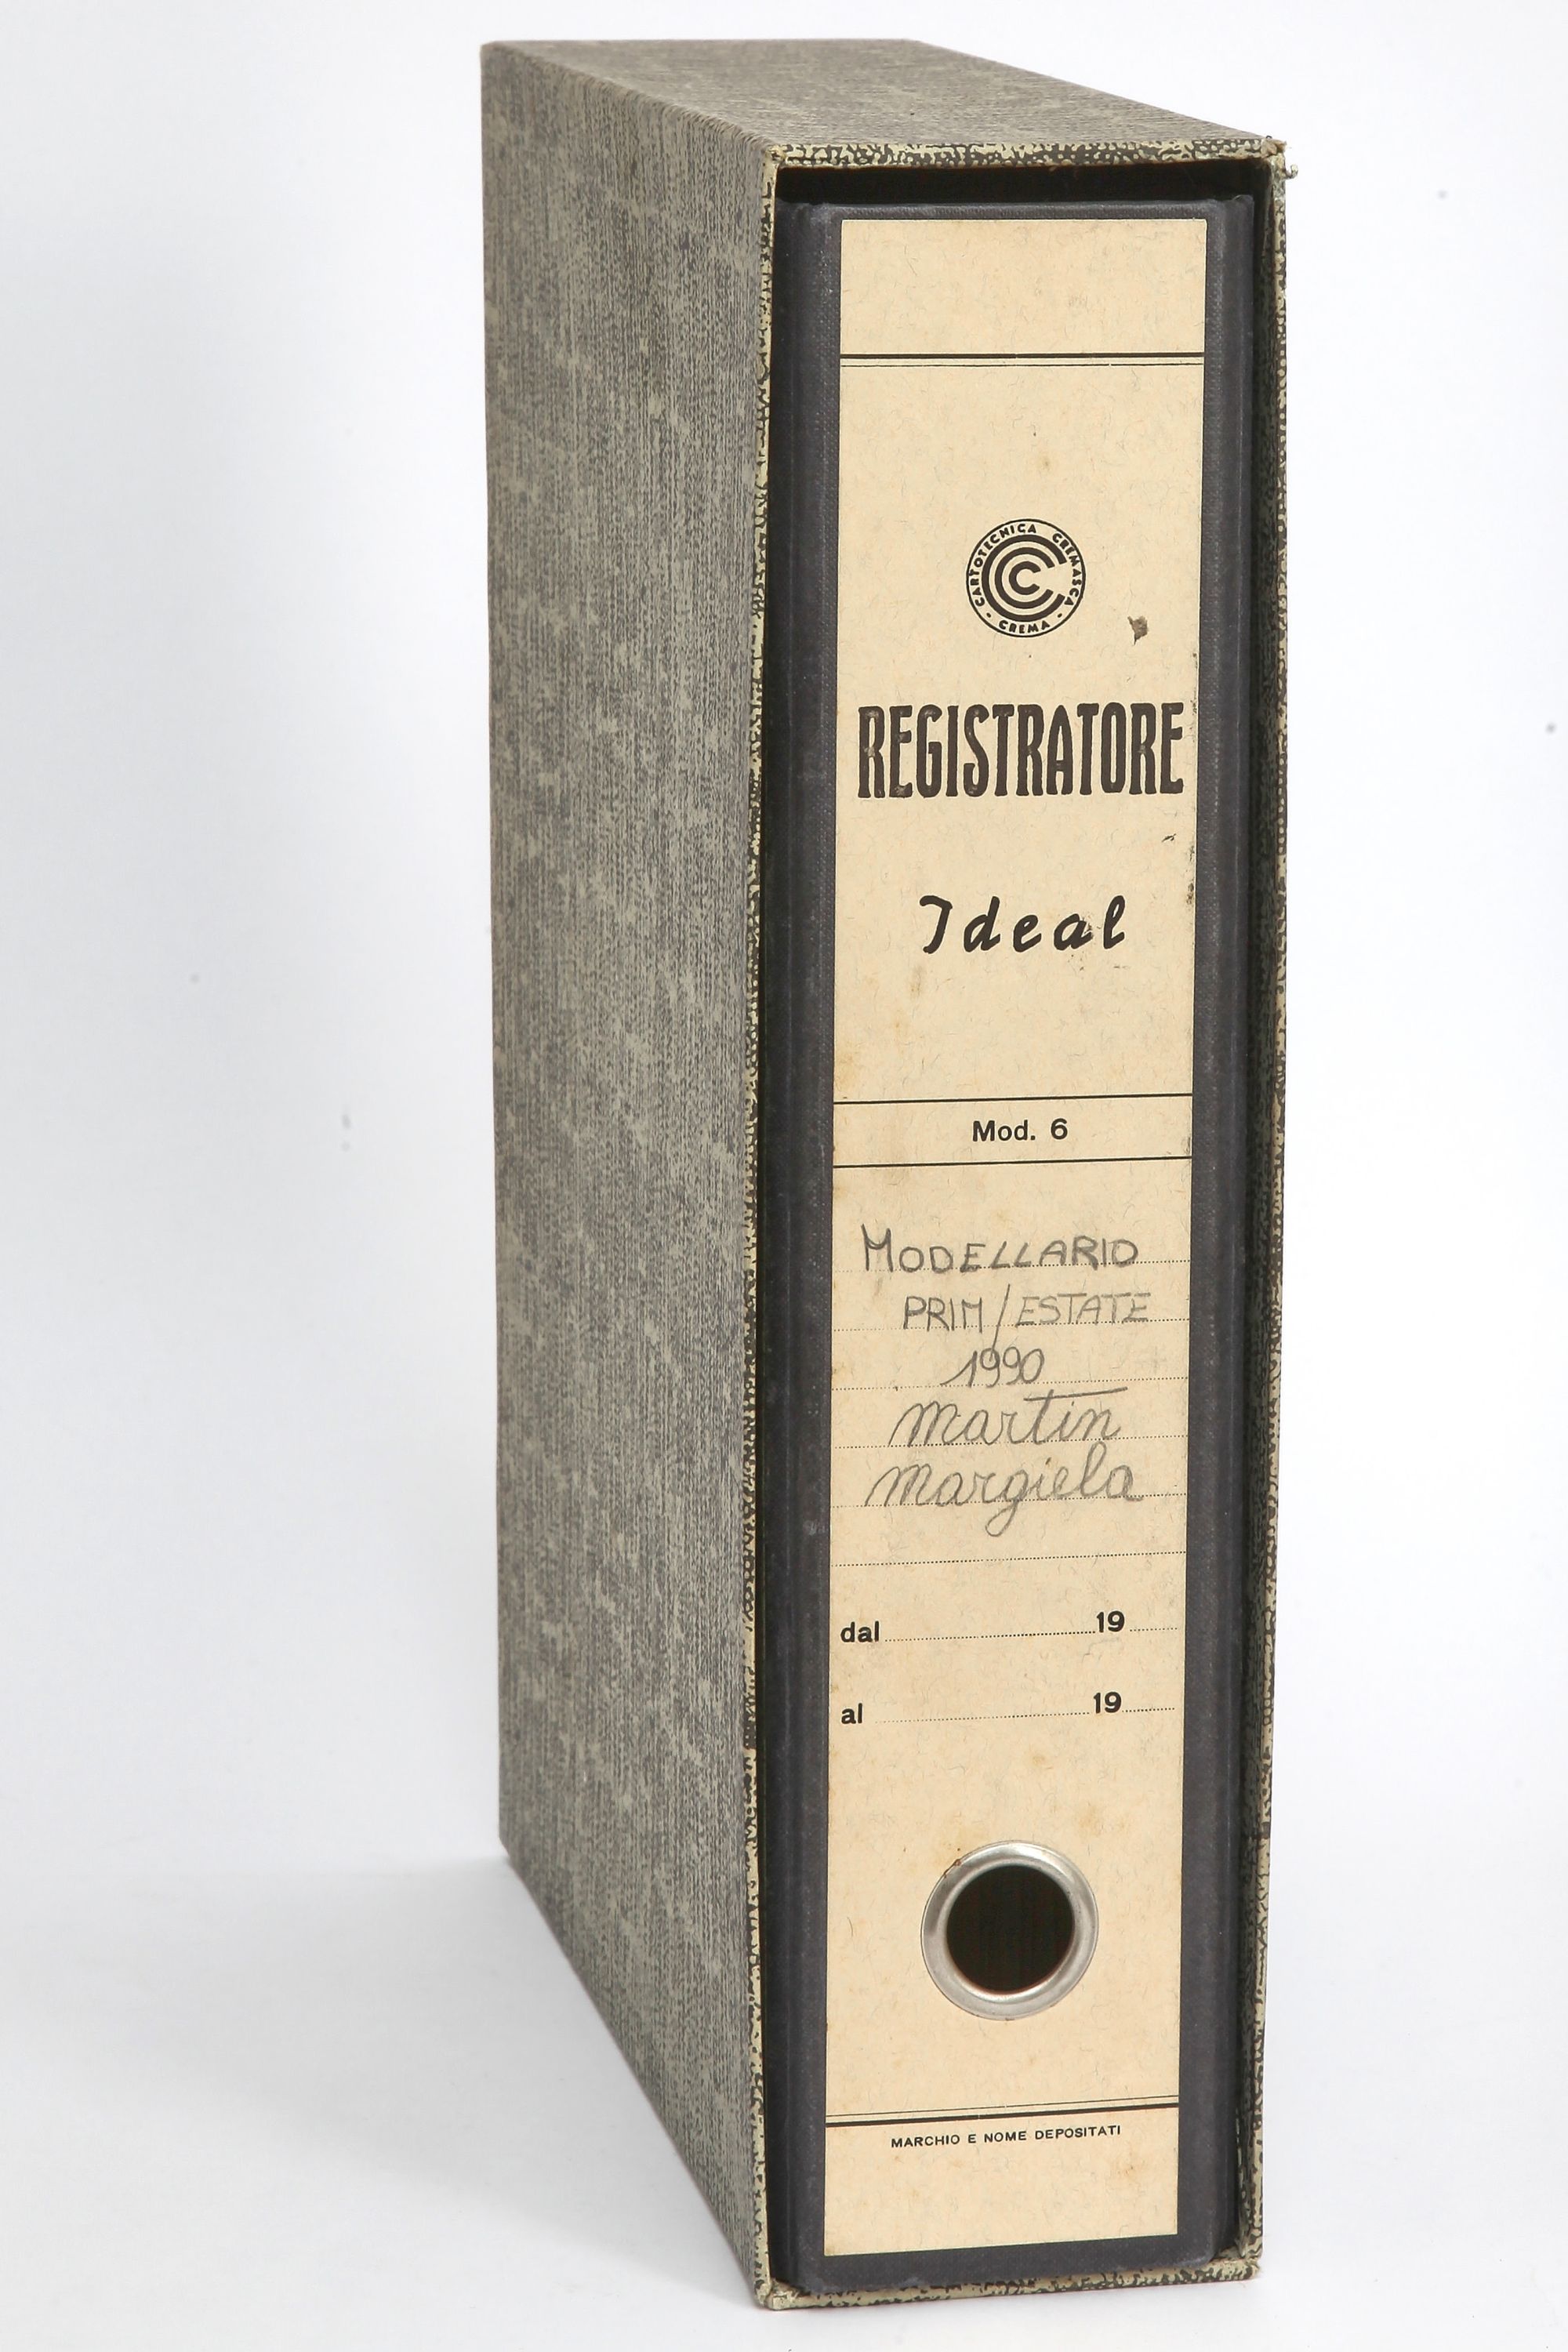 CARTOTECNICA CREMASCA
- CREMA -
C
REGISTRATORE
Ideal
Mod. 6
MODELLARIO
PRIM/ESTATE
1990
martin
margiela
dal 19
al 19
MARCHIO E NOME DEPOSITATI